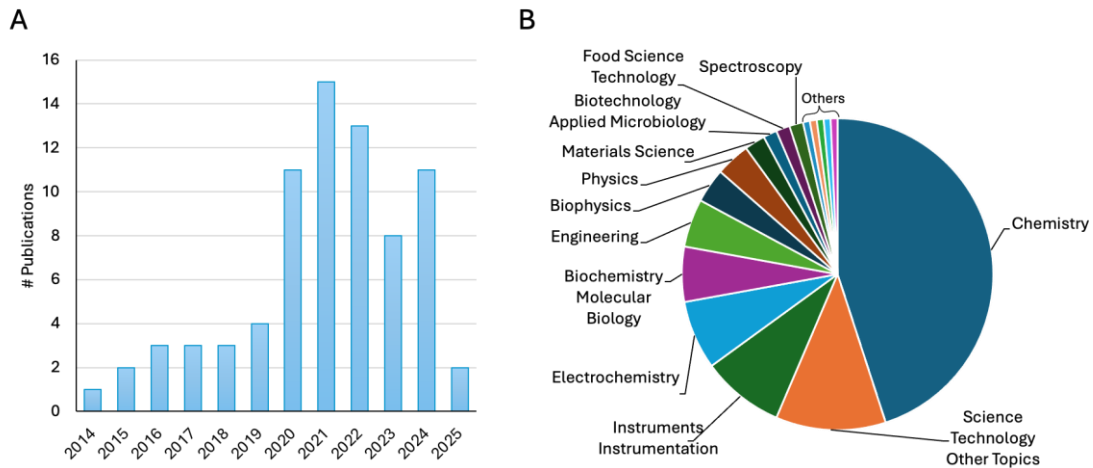 A
# Publications
16
14
12
10
8
6
4
2
0
2014
2015
2016
2017
2018
2019
2020
2021
2022
2023
2024
2025
B
Food Science
Technology
Spectroscopy
Others
Biotechnology
Applied Microbiology
Materials Science
Physics
Biophysics
Engineering
Biochemistry
Molecular
Biology
Electrochemistry
Instruments
Instrumentation
Chemistry
Science
Technology
Other Topics